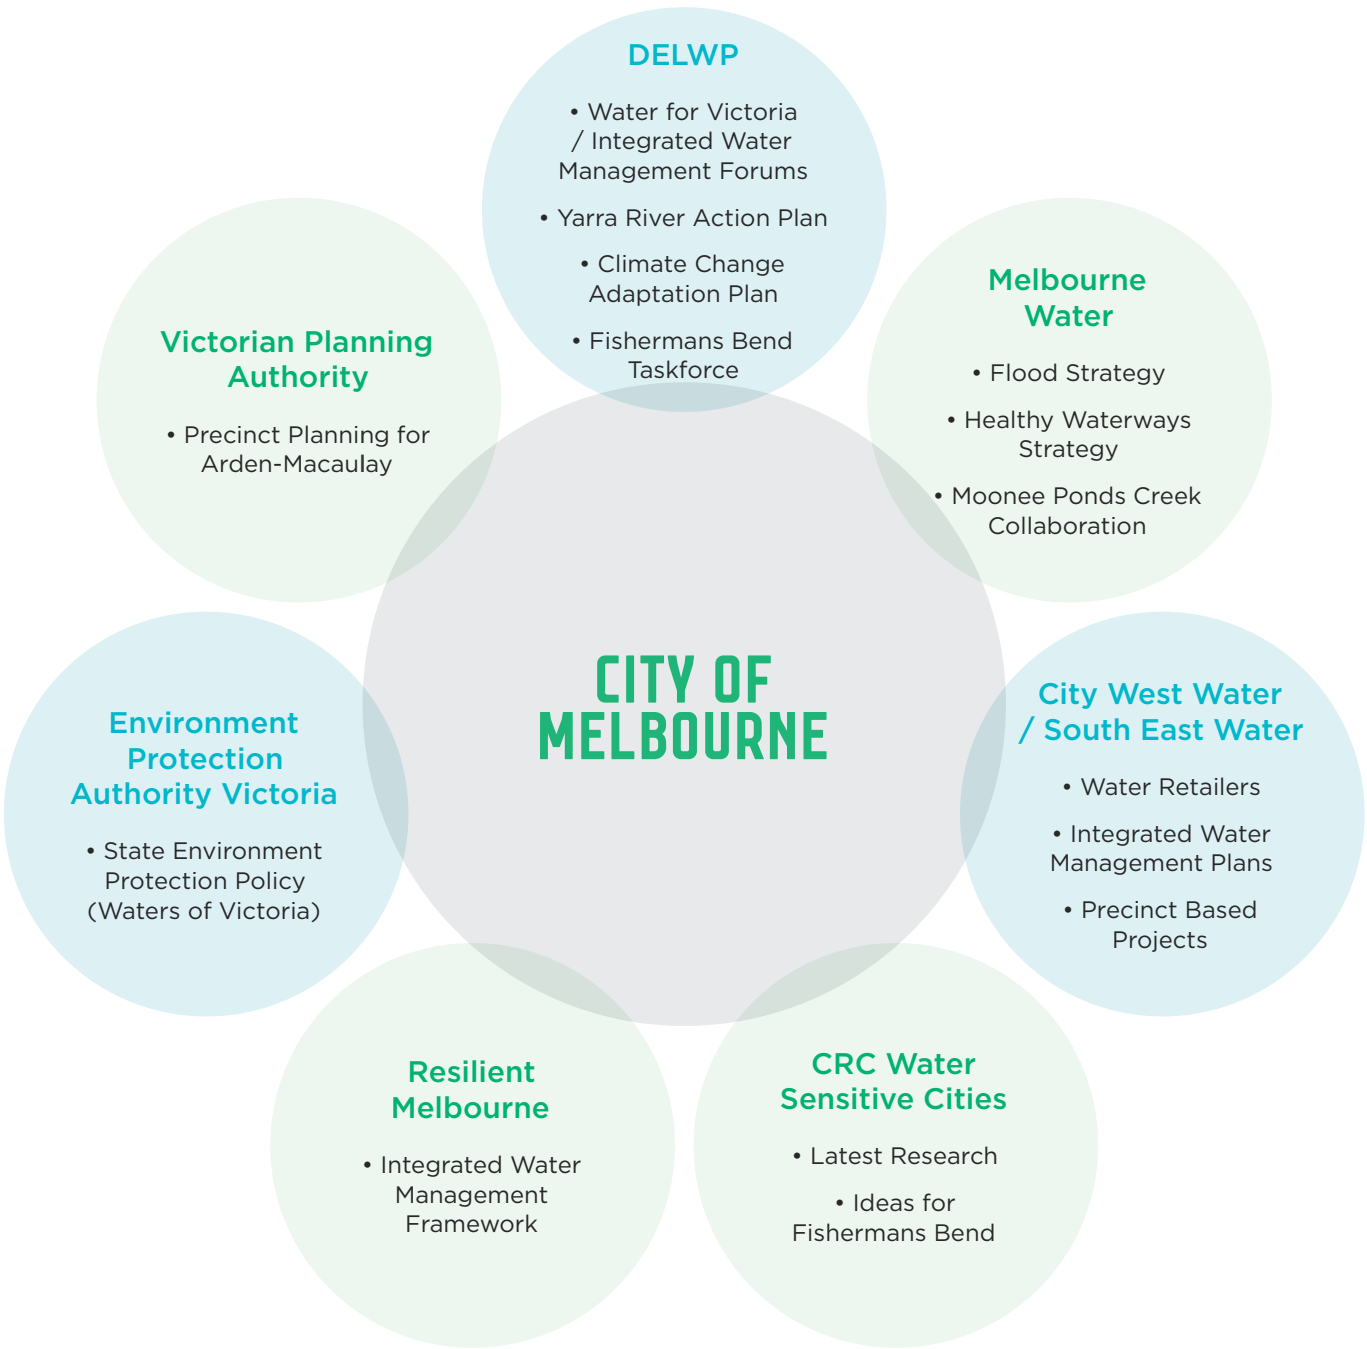 DELWP
• Water for Victoria
/ Integrated Water
Management Forums
• Yarra River Action Plan
• Climate Change
Adaptation Plan
• Fishermans Bend
Taskforce
Melbourne
Water
• Flood Strategy
• Healthy Waterways
Strategy
• Moonee Ponds Creek
Collaboration
City West Water
/ South East Water
• Water Retailers
• Integrated Water
Management Plans
• Precinct Based
Projects
CRC Water
Sensitive Cities
• Latest Research
• Ideas for
Fishermans Bend
Resilient
Melbourne
• Integrated Water
Management
Framework
Environment
Protection
Authority Victoria
• State Environment
Protection Policy
(Waters of Victoria)
Victorian Planning
Authority
• Precinct Planning for
Arden-Macaulay
CITY OF
MELBOURNE